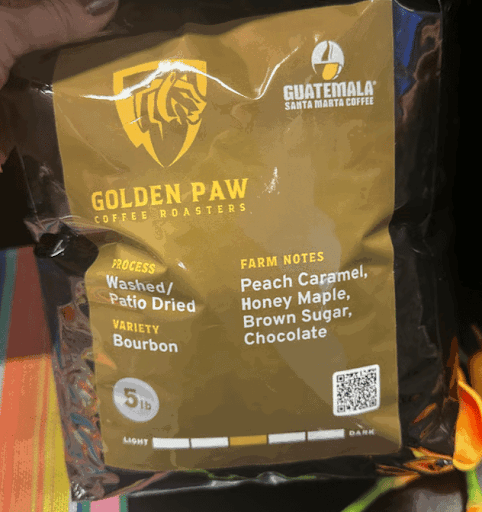 GUATEMALA®
SANTA MARTA COFFEE
GOLDEN PAW
COFFEE ROASTERS
PROCESS
Washed/
Patio Dried
VARIETY
Bourbon
FARM NOTES
Peach Caramel,
Honey Maple,
Brown Sugar,
Chocolate
5lb
LIGHT
DARK